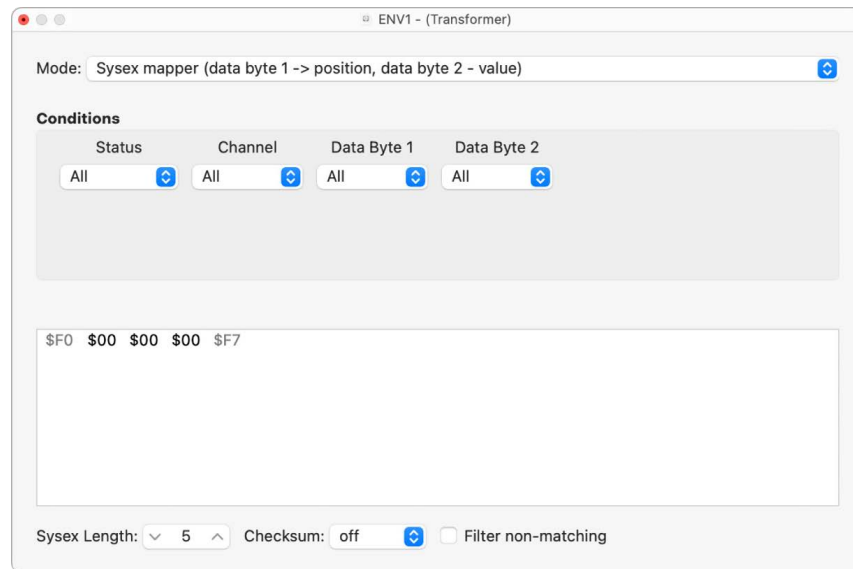 ENV1 - (Transformer)
Mode: Sysex mapper (data byte 1 -> position, data byte 2 - value)
Conditions
Status Channel Data Byte 1 Data Byte 2
All All All All
$F0 $00 $00 $00 $F7
Sysex Length: 5 Checksum: off Filter non-matching